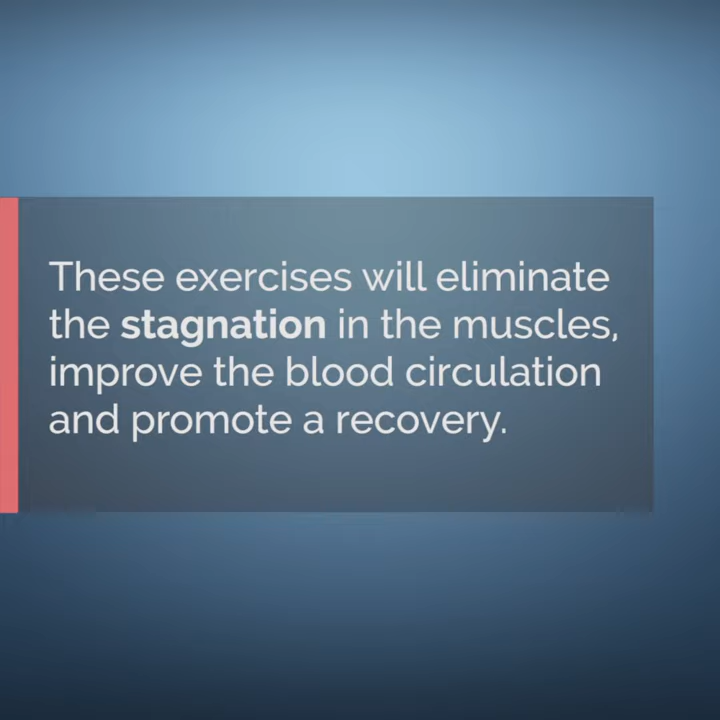 These exercises will eliminate
the stagnation in the muscles,
improve the blood circulation
and promote a recovery.